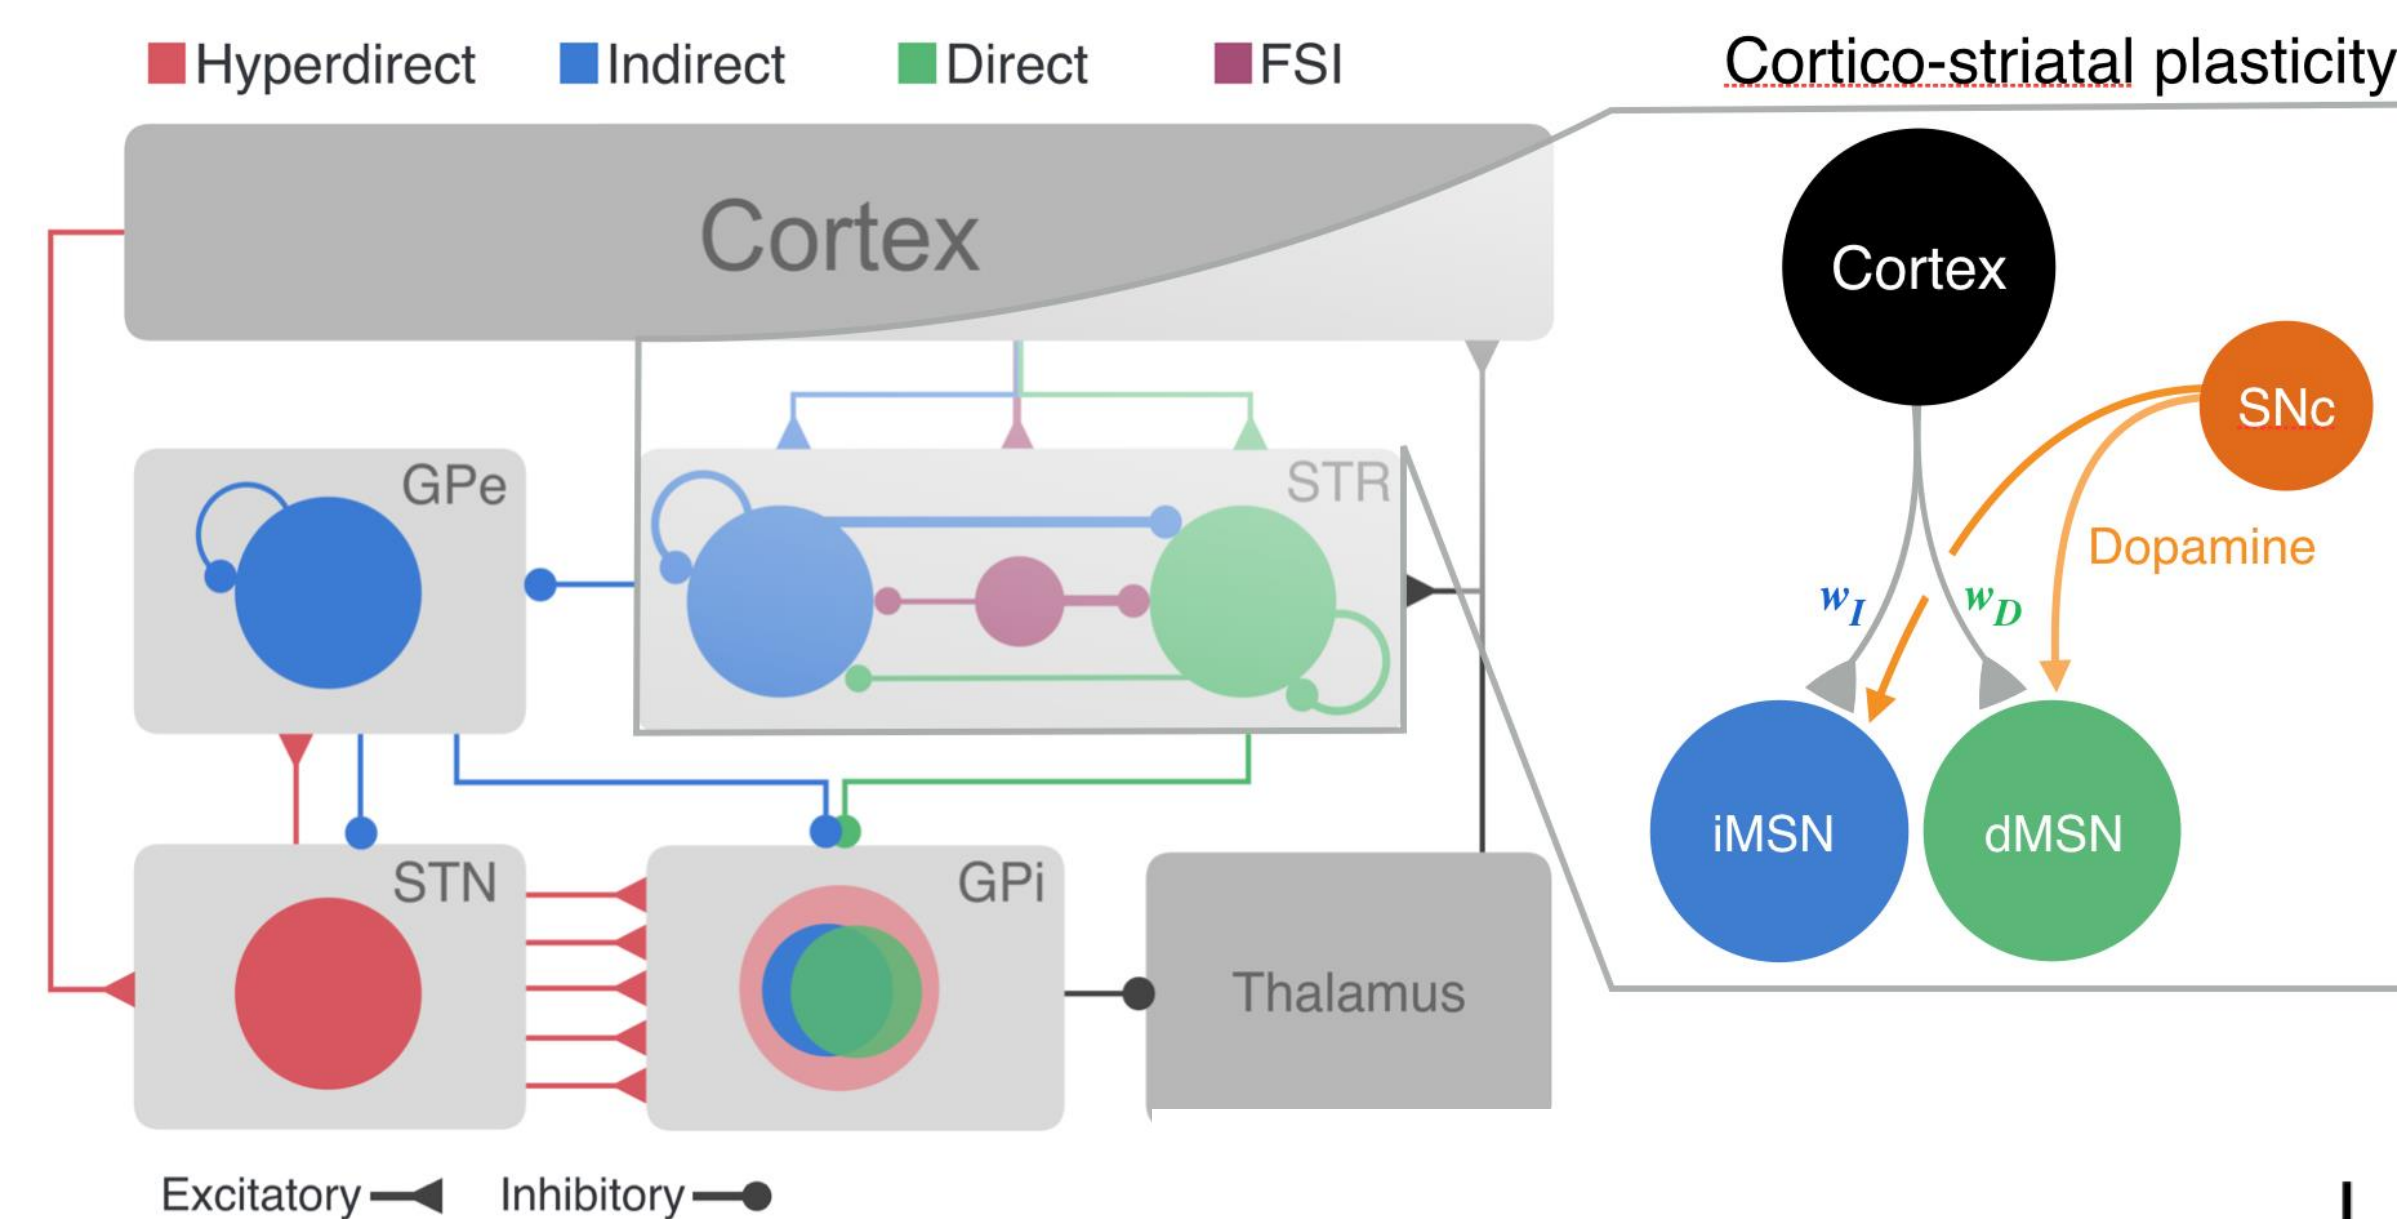 Hyperdirect Indirect Direct FSI
Cortico-striatal plasticity
Cortex
Cortex
SNc
GPe
STR
Dopamine
wI wD
iMSN dMSN
STN
GPi
Thalamus
Excitatory Inhibitory